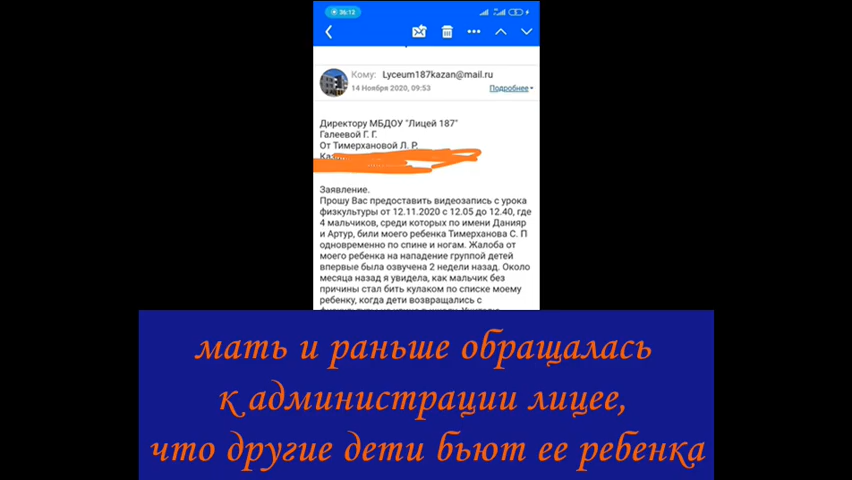 36:12
Кому: Lyceum187kazan@mail.ru
14 Ноября 2020, 09:53 Подробнее
Директору МБДОУ "Лицей 187"
Галеевой Г. Г.
От Тимерхановой Л. Р.
Заявление.
Прошу Вас предоставить видеозапись с урока
физкультуры от 12.11.2020 с 12.05 до 12.40, где
4 мальчиков, среди которых по имени Данияр
и Артур, били моего ребенка Тимерханова С. П
одновременно по спине и ногам. Жалоба от
моего ребенка на нападение группой детей
впервые была озвучена 2 недели назад. Около
месяца назад я увидела, как мальчик без
причины стал бить кулаком по списке моему
ребенку, когда дети возвращались с
мать и раньше обращалась
к администрации лицее,
что другие дети бьют ее ребенка